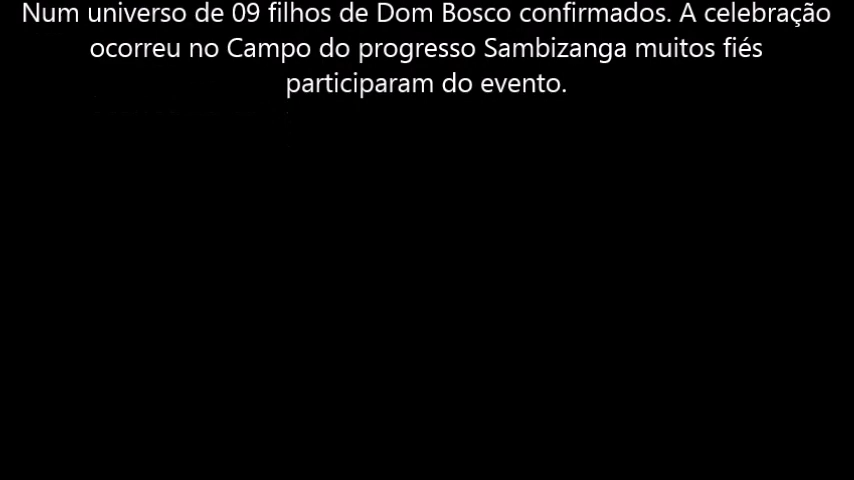 Num universo de 09 filhos de Dom Bosco confirmados. A celebração
ocorreu no Campo do progresso Sambizanga muitos fiés
participaram do evento.